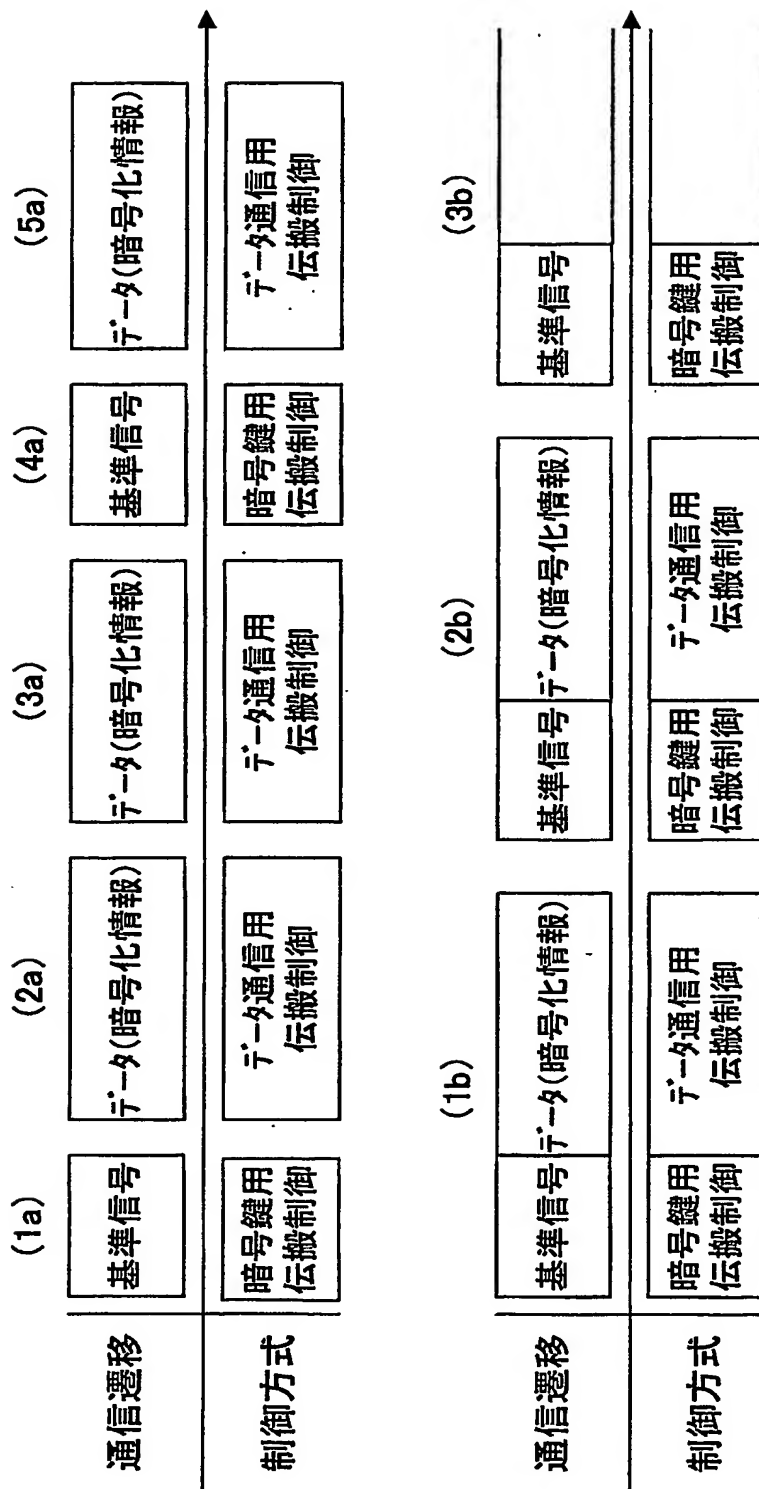 (1a)
(2a)
(3a)
(4a)
(5a)
通信遷移
基準信号
データ(暗号化情報)
データ(暗号化情報)
基準信号
データ(暗号化情報)
制御方式
暗号鍵用
伝搬制御
データ通信用
伝搬制御
データ通信用
伝搬制御
暗号鍵用
伝搬制御
データ通信用
伝搬制御
(1b)
(2b)
(3b)
通信遷移
基準信号
データ(暗号化情報)
基準信号
データ(暗号化情報)
基準信号
制御方式
暗号鍵用
伝搬制御
データ通信用
伝搬制御
暗号鍵用
伝搬制御
データ通信用
伝搬制御
暗号鍵用
伝搬制御